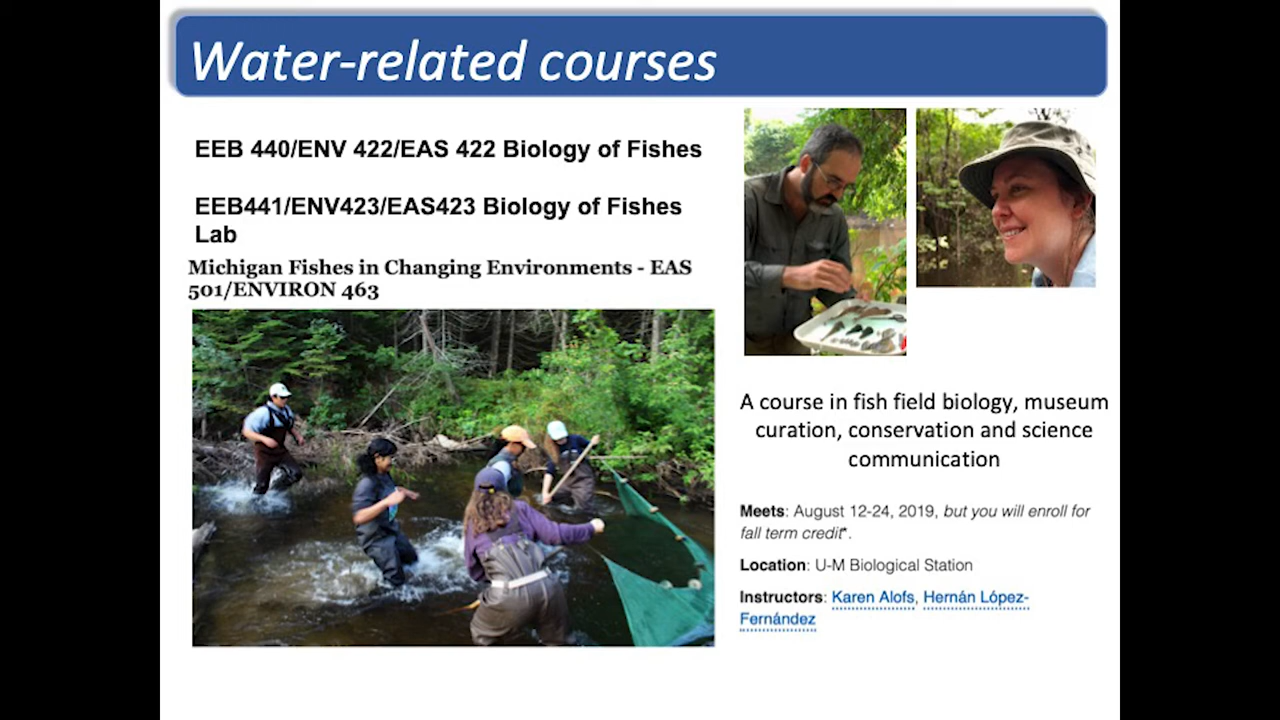 Water-related courses
EEB 440/ENV 422/EAS 422 Biology of Fishes
EEB441/ENV423/EAS423 Biology of Fishes
Lab
Michigan Fishes in Changing Environments - EAS
501/ENVIRON 463
A course in fish field biology, museum
curation, conservation and science
communication
Meets: August 12-24, 2019, but you will enroll for
fall term credit*.
Location: U-M Biological Station
Instructors: Karen Alofs, Hernán López-
Fernández